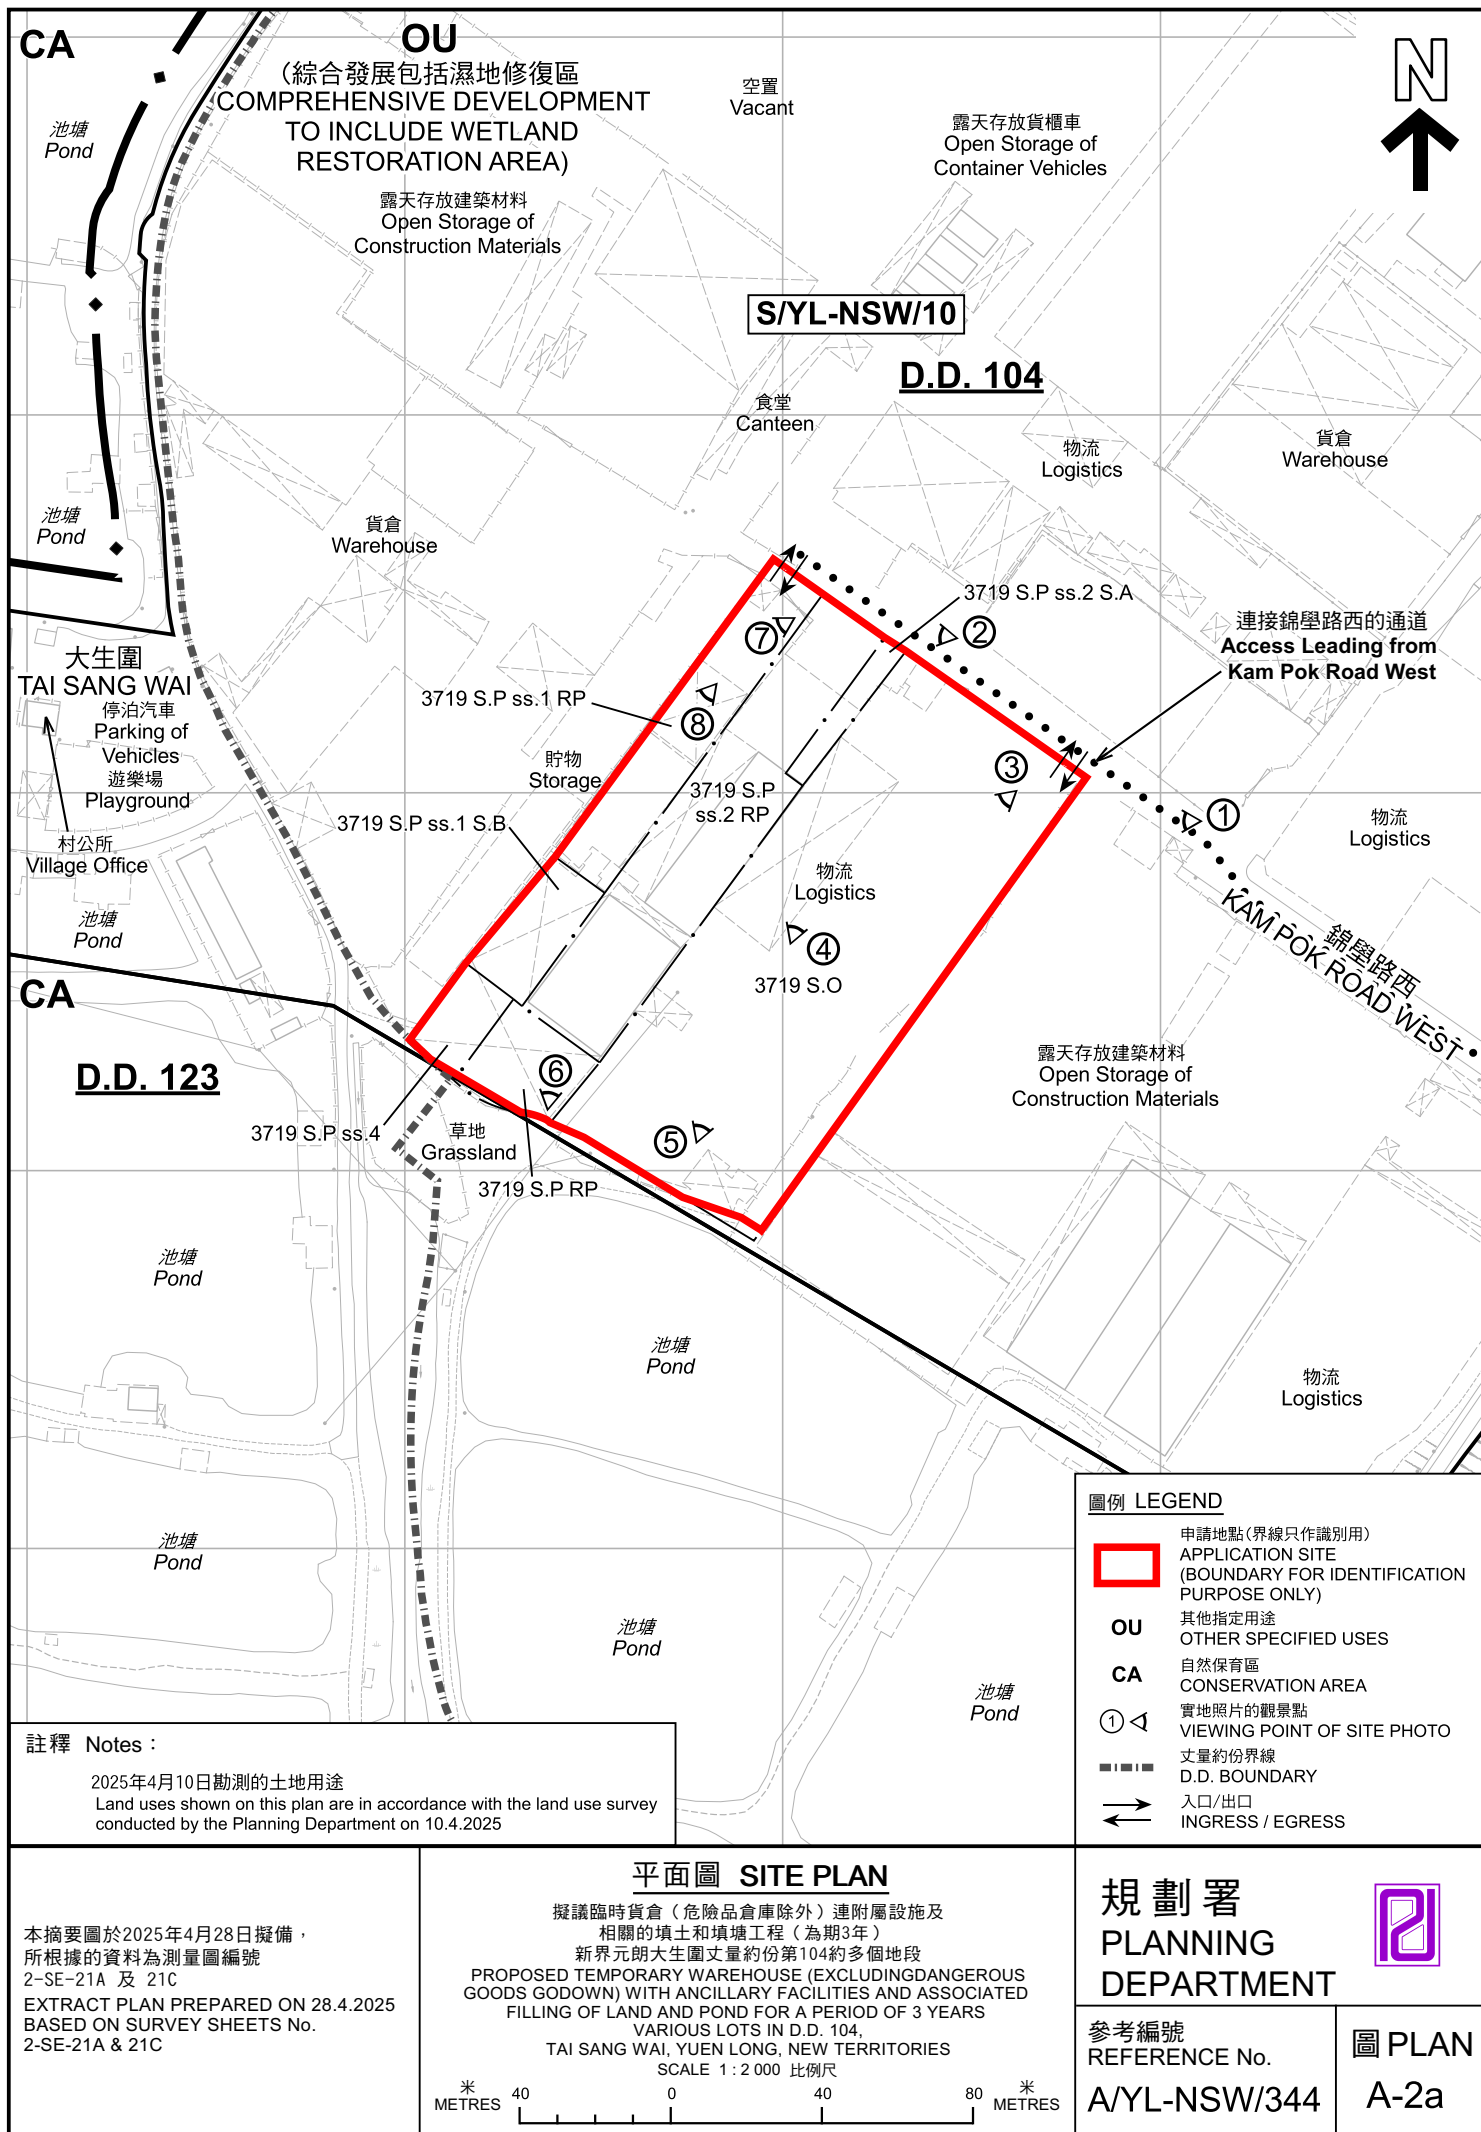 CA
OU
(綜合發展包括濕地修復區
COMPREHENSIVE DEVELOPMENT
TO INCLUDE WETLAND
RESTORATION AREA)
空置
Vacant
露天存放貨櫃車
Open Storage of
Container Vehicles
N
池塘
Pond
露天存放建築材料
Open Storage of
Construction Materials
S/YL-NSW/10
D.D. 104
食堂
Canteen
物流
Logistics
貨倉
Warehouse
池塘
Pond
貨倉
Warehouse
3719 S.P ss.2 S.A
2
7
連接錦壆路西的通道
Access Leading from
Kam Pok Road West
大生圍
TAI SANG WAI
停泊汽車
Parking of
Vehicles
遊樂場
Playground
村公所
Village Office
3719 S.P ss.1 RP
8
貯物
Storage
3719 S.P
ss.2 RP
3
1
物流
Logistics
3719 S.P ss.1 S.B
物流
Logistics
池塘
Pond
4
3719 S.O
錦壆路西
KAM POK ROAD WEST
CA
D.D. 123
露天存放建築材料
Open Storage of
Construction Materials
6
5
3719 S.P ss.4
草地
Grassland
3719 S.P RP
池塘
Pond
池塘
Pond
物流
Logistics
池塘
Pond
池塘
Pond
池塘
Pond
圖例 LEGEND
申請地點(界線只作識別用)
APPLICATION SITE
(BOUNDARY FOR IDENTIFICATION
PURPOSE ONLY)
OU
其他指定用途
OTHER SPECIFIED USES
CA
自然保育區
CONSERVATION AREA
1
實地照片的觀景點
VIEWING POINT OF SITE PHOTO
丈量約份界線
D.D. BOUNDARY
入口/出口
INGRESS / EGRESS
註釋 Notes :
2025年4月10日勘測的土地用途
Land uses shown on this plan are in accordance with the land use survey
conducted by the Planning Department on 10.4.2025
本摘要圖於2025年4月28日擬備，
所根據的資料為測量圖編號
2-SE-21A 及 21C
EXTRACT PLAN PREPARED ON 28.4.2025
BASED ON SURVEY SHEETS No.
2-SE-21A & 21C
平面圖 SITE PLAN
擬議臨時貨倉（危險品倉庫除外）連附屬設施及
相關的填土和填塘工程（為期3年）
新界元朗大生圍丈量約份第104約多個地段
PROPOSED TEMPORARY WAREHOUSE (EXCLUDINGDANGEROUS
GOODS GODOWN) WITH ANCILLARY FACILITIES AND ASSOCIATED
FILLING OF LAND AND POND FOR A PERIOD OF 3 YEARS
VARIOUS LOTS IN D.D. 104,
TAI SANG WAI, YUEN LONG, NEW TERRITORIES
SCALE 1 : 2 000 比例尺
米
METRES
40 0 40 80
米
METRES
規劃署
PLANNING
DEPARTMENT
參考編號
REFERENCE No.
A/YL-NSW/344
圖 PLAN
A-2a